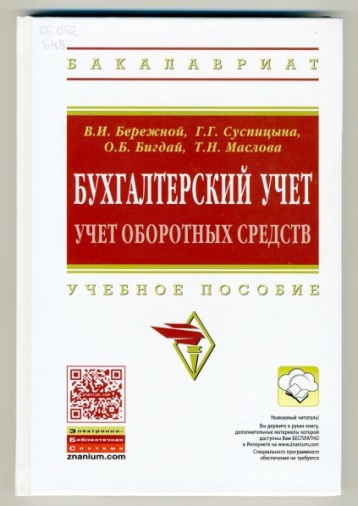 65.052
Б48
БАКАЛАВРИАТ
В.И. Бережной, Г.Г. Суспицына,
О.Б. Бигдай, Т.Н. Маслова
БУХГАЛТЕРСКИЙ УЧЕТ
УЧЕТ ОБОРОТНЫХ СРЕДСТВ
УЧЕБНОЕ ПОСОБИЕ
Электронно-
Библиотечная
Система
znanium.com
Уважаемый читатель!
Вы держите в руках книгу,
дополнительные материалы которой
доступны Вам БЕСПЛАТНО
в Интернете на www.znanium.com
Специального программного
обеспечения не требуется